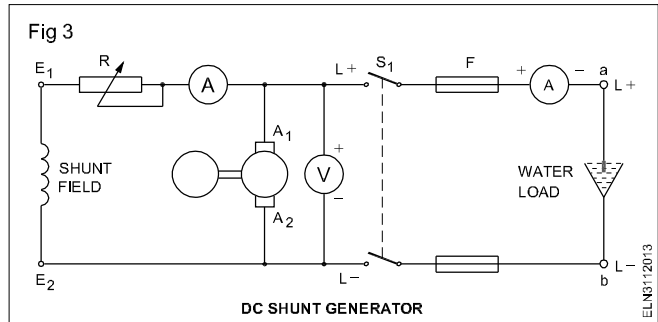 Fig 3
E1 R A L+ S1 F + A − a L+
A1
+
V
−
SHUNT
FIELD
WATER
LOAD
A2
E2 L− b L−
DC SHUNT GENERATOR
ELN3112013